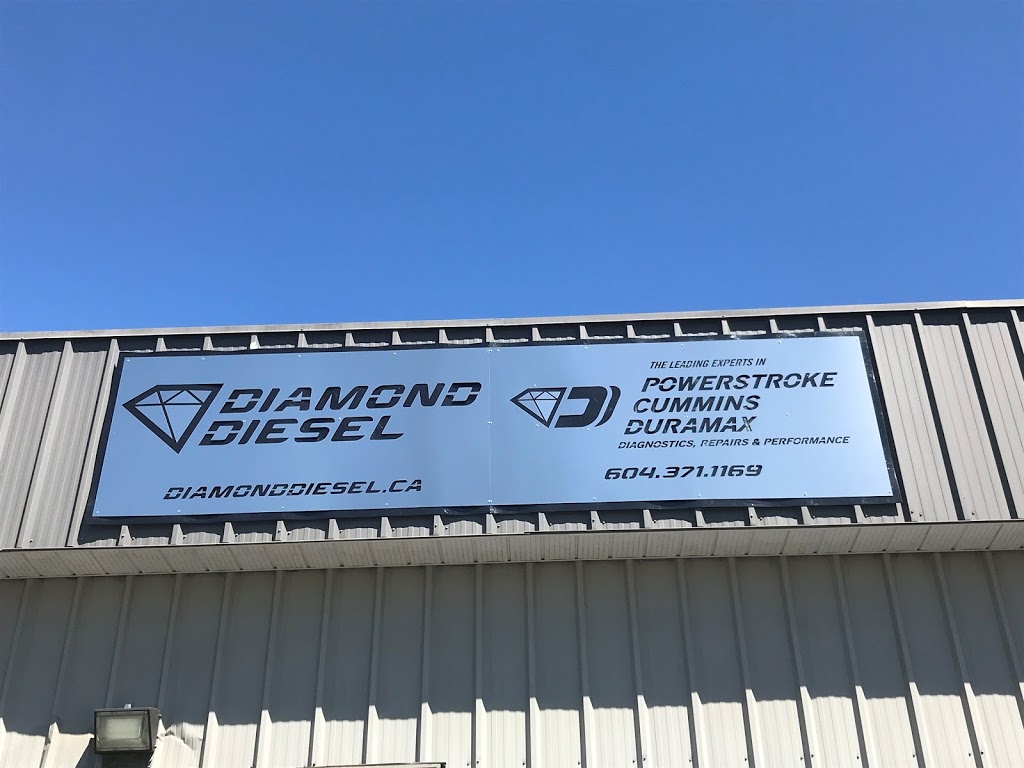 DIAMOND
DIESEL
DIAMONDDIESEL.CA
THE LEADING EXPERTS IN
POWERSTROKE
CUMMINS
DURAMAX
DIAGNOSTICS, REPAIRS & PERFORMANCE
604.371.1169